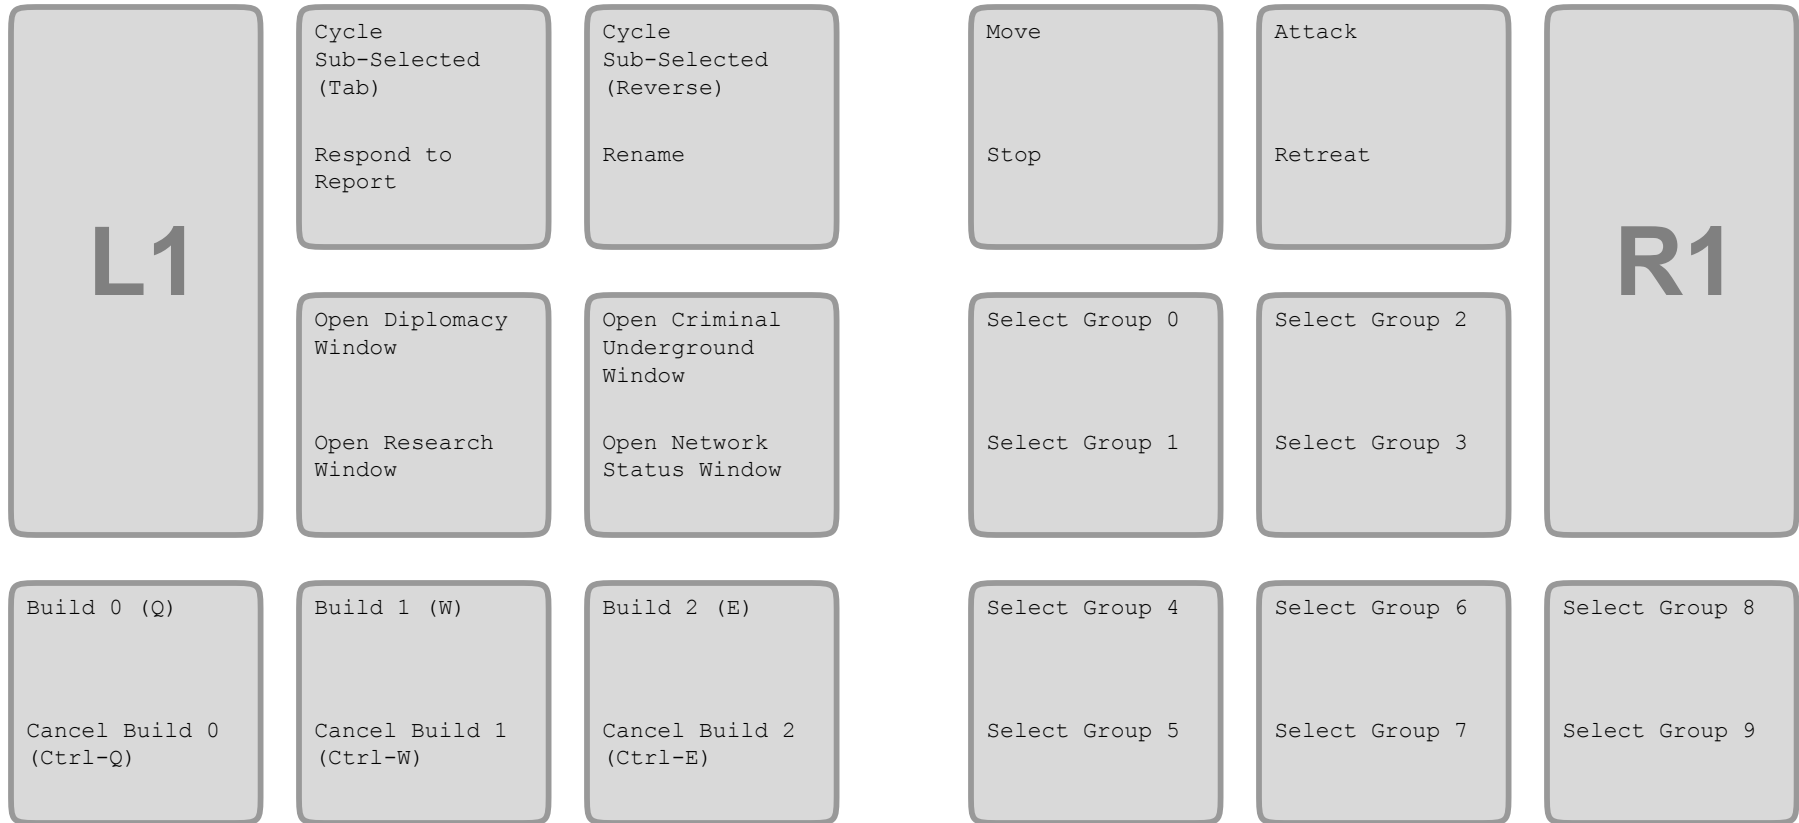 L1
Cycle
Sub-Selected
(Tab)
Respond to
Report
Cycle
Sub-Selected
(Reverse)
Rename
Open Diplomacy
Window
Open Research
Window
Open Criminal
Underground
Window
Open Network
Status Window
Build 0 (Q)
Cancel Build 0
(Ctrl-Q)
Build 1 (W)
Cancel Build 1
(Ctrl-W)
Build 2 (E)
Cancel Build 2
(Ctrl-E)
Move
Stop
Attack
Retreat
R1
Select Group 0
Select Group 1
Select Group 2
Select Group 3
Select Group 4
Select Group 5
Select Group 6
Select Group 7
Select Group 8
Select Group 9